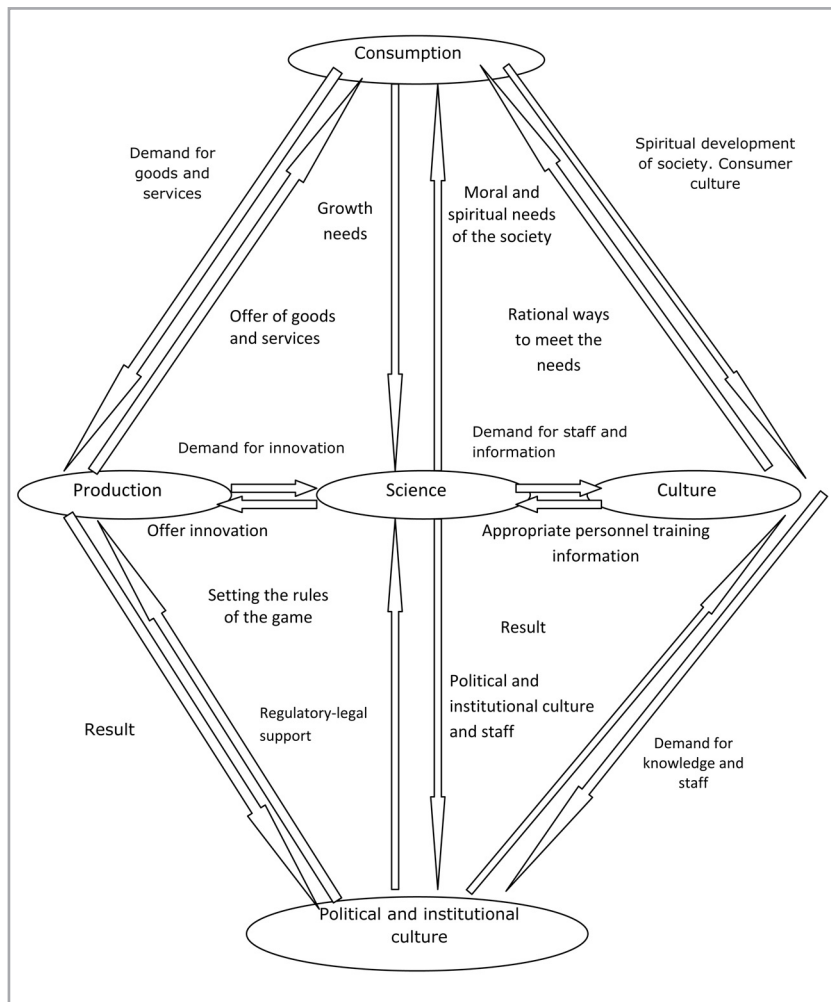 Consumption
Demand for
goods and
services
Spiritual development
of society. Consumer
culture
Growth
needs
Moral and
spiritual needs
of the society
Offer of goods
and services
Rational ways
to meet the
needs
Demand for innovation
Demand for staff and
information
Production
Science
Culture
Offer innovation
Appropriate personnel training
information
Setting the rules
of the game
Result
Political and
institutional culture
and staff
Regulatory-legal
support
Result
Demand for
knowledge and
staff
Political and institutional
culture